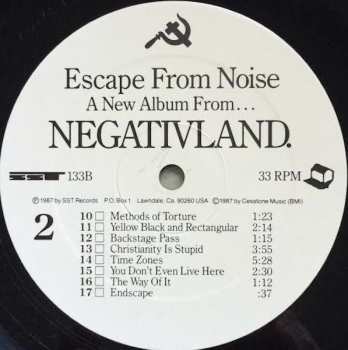 Escape From Noise
A New Album From...
NEGATIVLAND.
SST 133B 33 RPM
℗1987 by SST Records P.O. Box 1 Lawndale, Ca. 90260 USA ©1987 by Cesstone Music (BMI)
2
10 Methods of Torture 1:23
11 Yellow Black and Rectangular 2:14
12 Backstage Pass 1:15
13 Christianity Is Stupid 3:55
14 Time Zones 5:28
15 You Don't Even Live Here 2:30
16 The Way Of It 1:12
17 Endscape :37